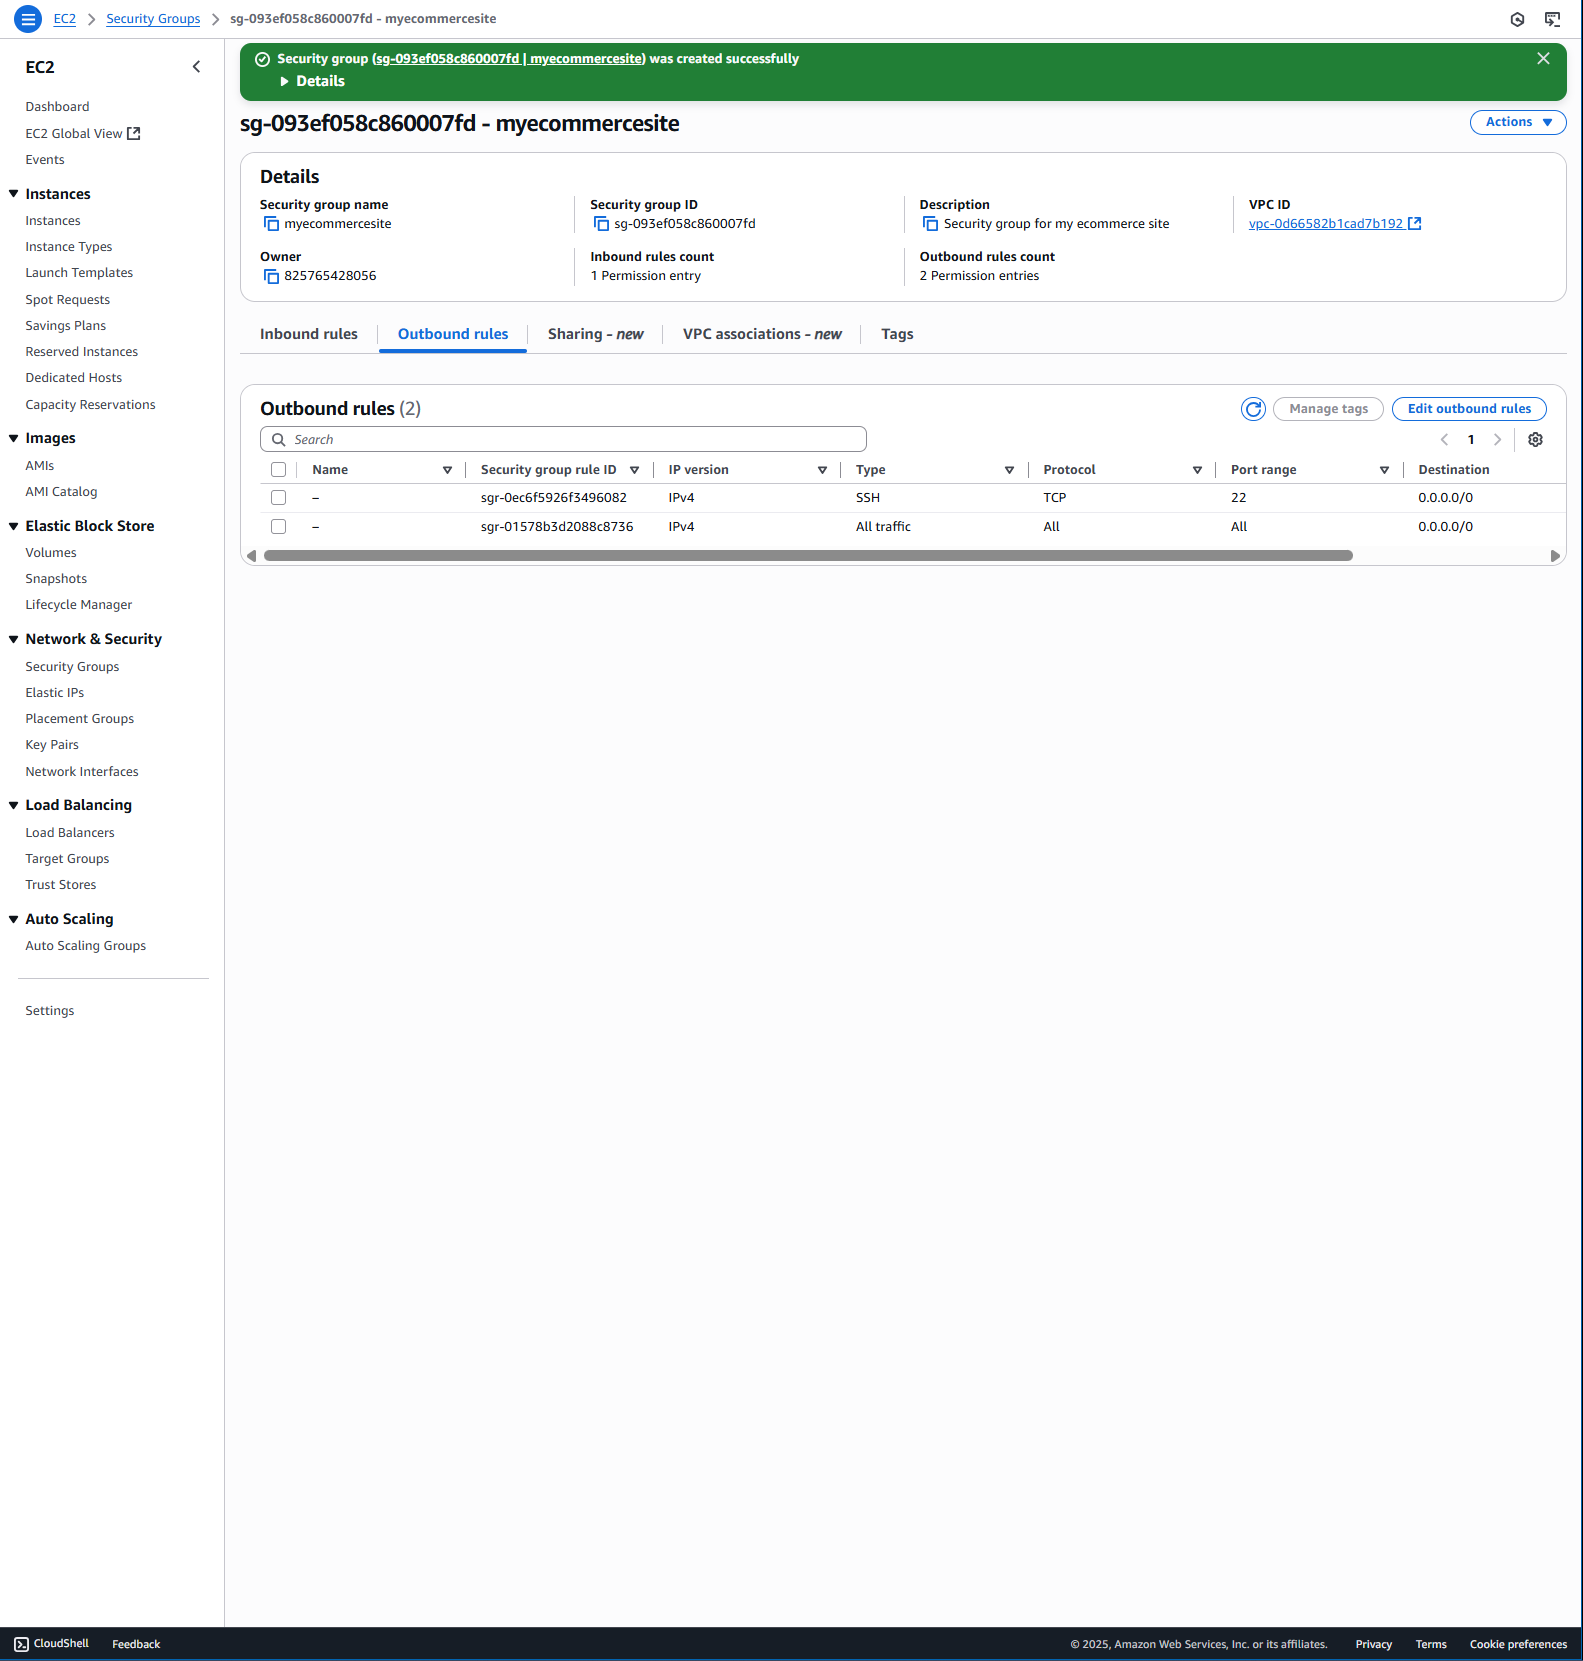 EC2 > Security Groups > sg-093ef058c860007fd - myecommercesite
EC2
Dashboard
EC2 Global View
Events
Instances
Instances
Instance Types
Launch Templates
Spot Requests
Savings Plans
Reserved Instances
Dedicated Hosts
Capacity Reservations
Images
AMIs
AMI Catalog
Elastic Block Store
Volumes
Snapshots
Lifecycle Manager
Network & Security
Security Groups
Elastic IPs
Placement Groups
Key Pairs
Network Interfaces
Load Balancing
Load Balancers
Target Groups
Trust Stores
Auto Scaling
Auto Scaling Groups
Settings
Security group (sg-093ef058c860007fd | myecommercesite) was created successfully
Details
sg-093ef058c860007fd - myecommercesite
Actions
Details
Security group name
myecommercesite
Security group ID
sg-093ef058c860007fd
Description
Security group for my ecommerce site
VPC ID
vpc-0d66582b1cad7b192
Owner
825765428056
Inbound rules count
1 Permission entry
Outbound rules count
2 Permission entries
Inbound rules | Outbound rules | Sharing - new | VPC associations - new | Tags
Outbound rules (2)
Manage tags
Edit outbound rules
Search
1
Name Security group rule ID IP version Type Protocol Port range Destination
– sgr-0ec6f5926f3496082 IPv4 SSH TCP 22 0.0.0.0/0
– sgr-01578b3d2088c8736 IPv4 All traffic All All 0.0.0.0/0
CloudShell Feedback © 2025, Amazon Web Services, Inc. or its affiliates. Privacy Terms Cookie preferences